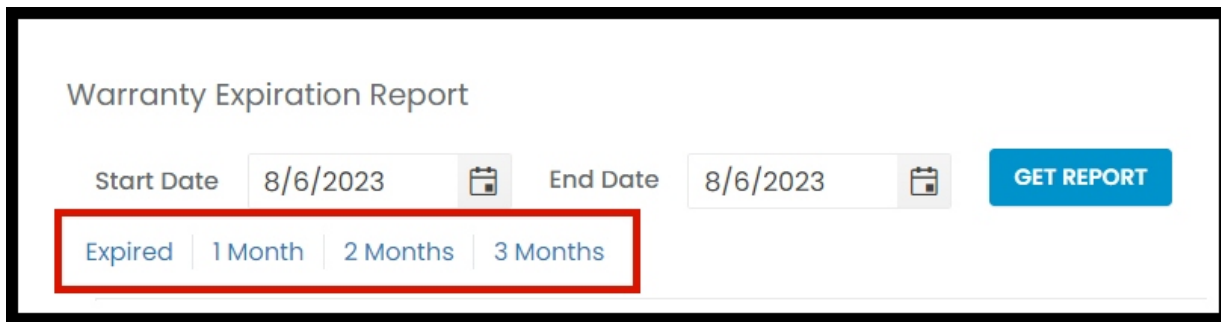 Warranty Expiration Report
Start Date 8/6/2023 End Date 8/6/2023 GET REPORT
Expired 1 Month 2 Months 3 Months